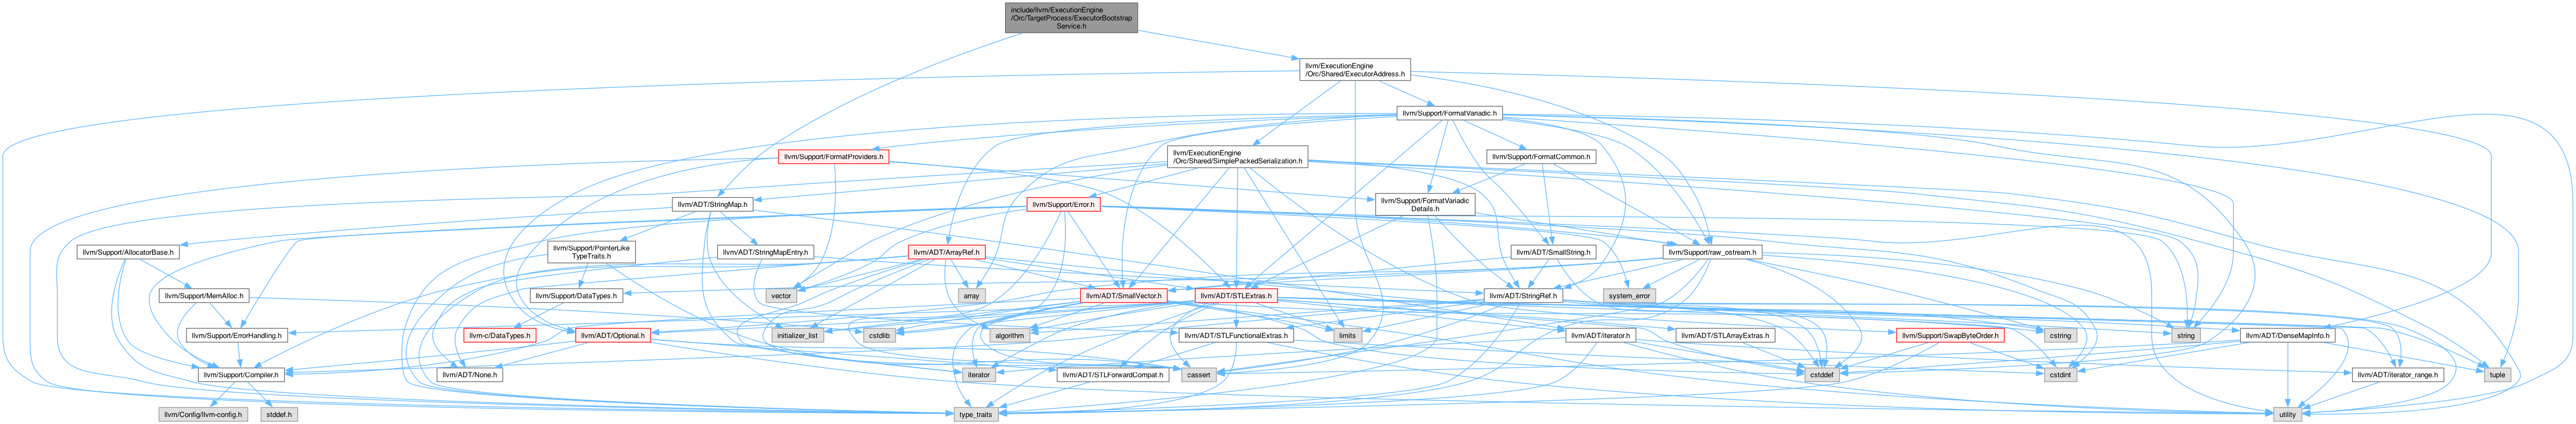 include/llvm/ExecutionEngine
/Orc/TargetProcess/ExecutorBootstrap
Service.h
llvm/ExecutionEngine
/Orc/Shared/ExecutorAddress.h
llvm/Support/FormatVariadic.h
llvm/Support/FormatProviders.h
llvm/ExecutionEngine
/Orc/Shared/SimplePackedSerialization.h
llvm/Support/FormatCommon.h
llvm/ADT/StringMap.h
llvm/Support/Error.h
llvm/Support/FormatVariadic
Details.h
llvm/Support/AllocatorBase.h
llvm/Support/PointerLike
TypeTraits.h
llvm/ADT/StringMapEntry.h
llvm/ADT/ArrayRef.h
llvm/ADT/SmallString.h
llvm/Support/raw_ostream.h
llvm/Support/MemAlloc.h
llvm/Support/DataTypes.h
vector
array
llvm/ADT/SmallVector.h
llvm/ADT/STLExtras.h
llvm/ADT/StringRef.h
system_error
llvm/Support/ErrorHandling.h
llvm-c/DataTypes.h
llvm/ADT/Optional.h
initializer_list
cstdlib
algorithm
llvm/ADT/STLFunctionalExtras.h
limits
llvm/ADT/iterator.h
llvm/ADT/STLArrayExtras.h
llvm/Support/SwapByteOrder.h
cstring
string
llvm/ADT/DenseMapInfo.h
llvm/Support/Compiler.h
llvm/ADT/None.h
iterator
llvm/ADT/STLForwardCompat.h
cassert
cstddef
cstdint
llvm/ADT/iterator_range.h
tuple
llvm/Config/llvm-config.h
stddef.h
type_traits
utility